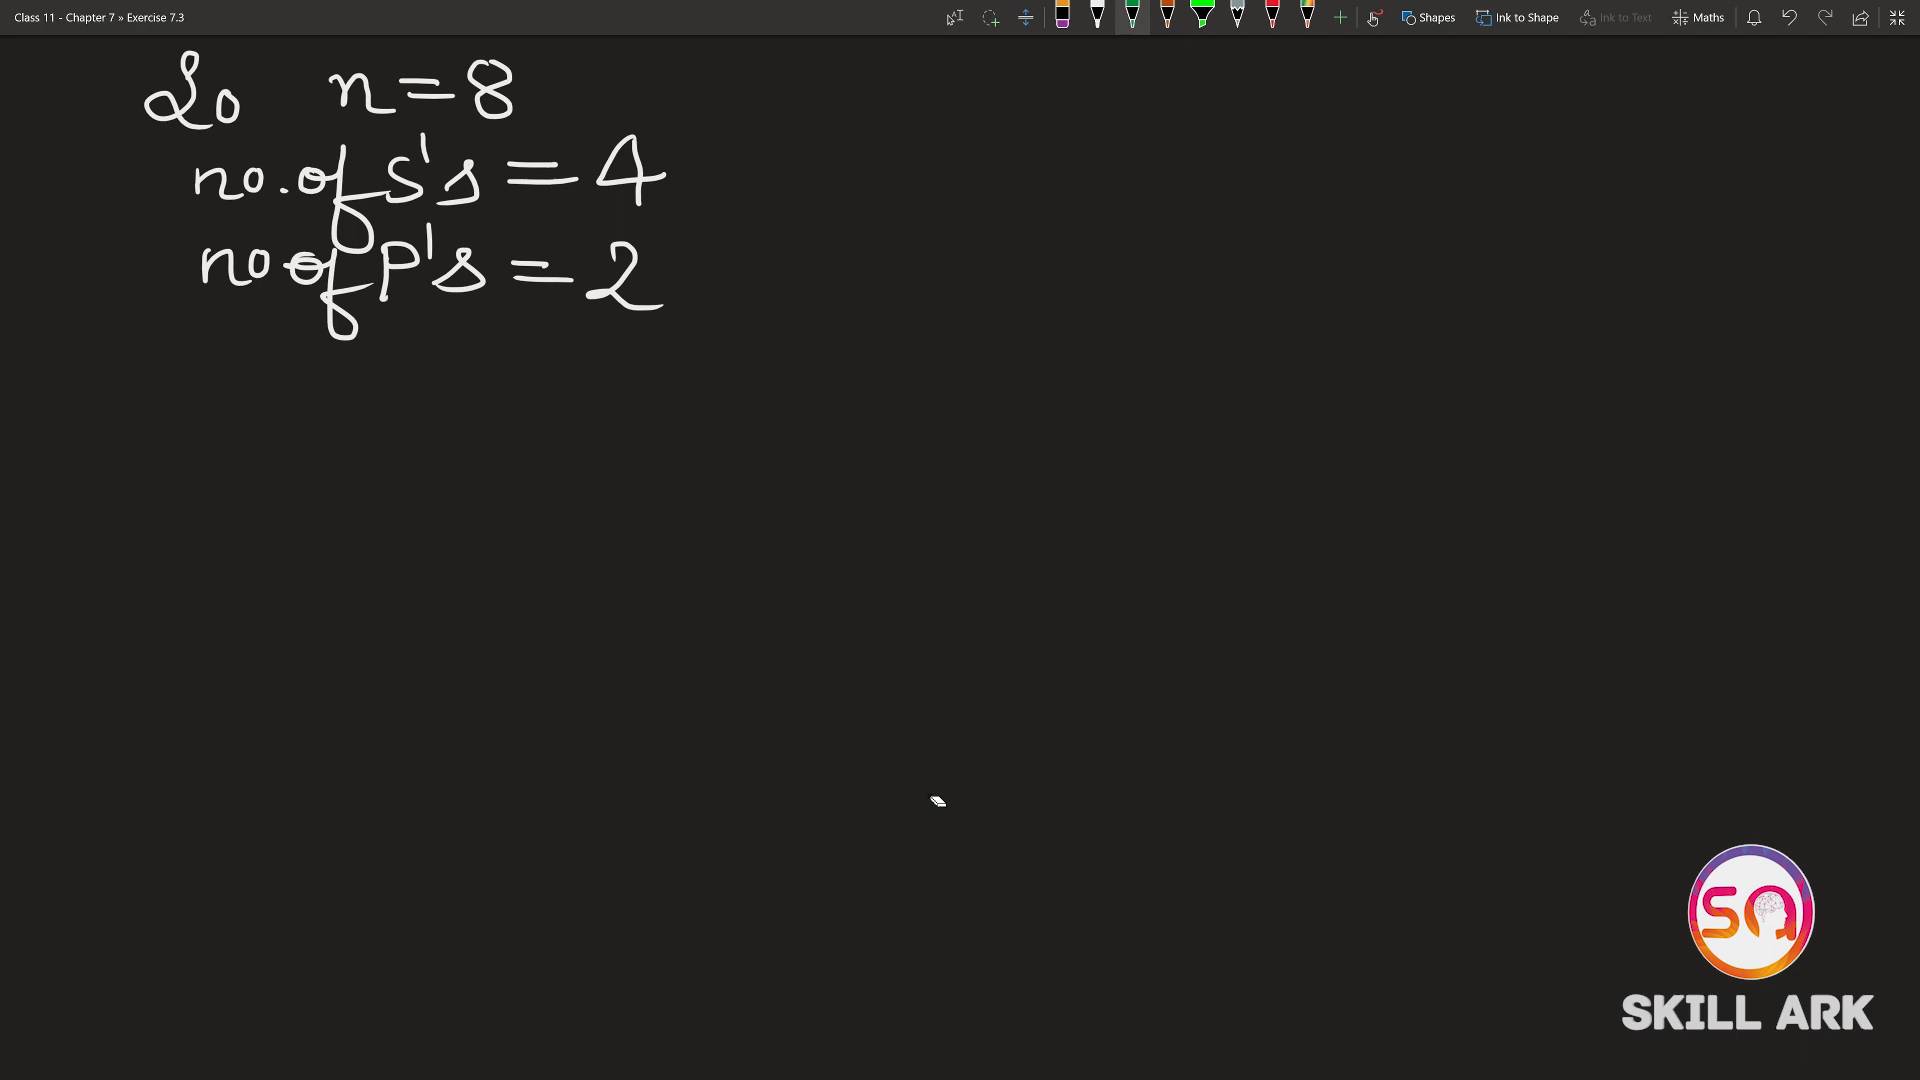 Class 11 - Chapter 7 » Exercise 7.3
Shapes Ink to Shape Ink to Text Maths
So n=8
no. of S's = 4
no of P's = 2
SA
SKILL ARK